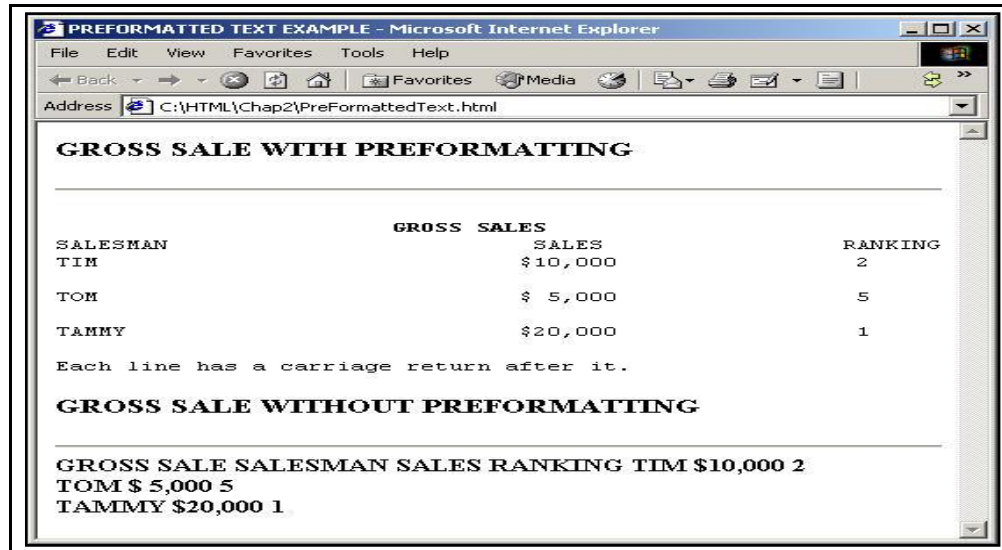 PREFORMATTED TEXT EXAMPLE - Microsoft Internet Explorer
File Edit View Favorites Tools Help
Back Favorites Media »
Address C:\HTML\Chap2\PreFormattedText.html
GROSS SALE WITH PREFORMATTING
GROSS SALES
SALESMAN SALES RANKING
TIM $10,000 2
TOM $ 5,000 5
TAMMY $20,000 1
Each line has a carriage return after it.
GROSS SALE WITHOUT PREFORMATTING
GROSS SALE SALESMAN SALES RANKING TIM $10,000 2
TOM $ 5,000 5
TAMMY $20,000 1